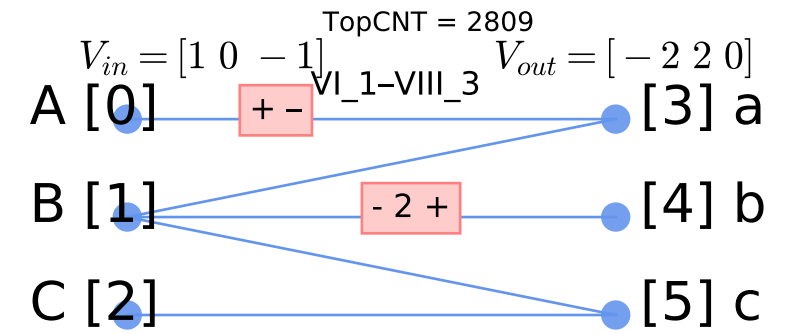 TopCNT = 2809
V_in = [1 0 −1] V_out = [−2 2 0]
VI_1–VIII_3
A [0] + – [3] a
B [1] - 2 + [4] b
C [2] [5] c